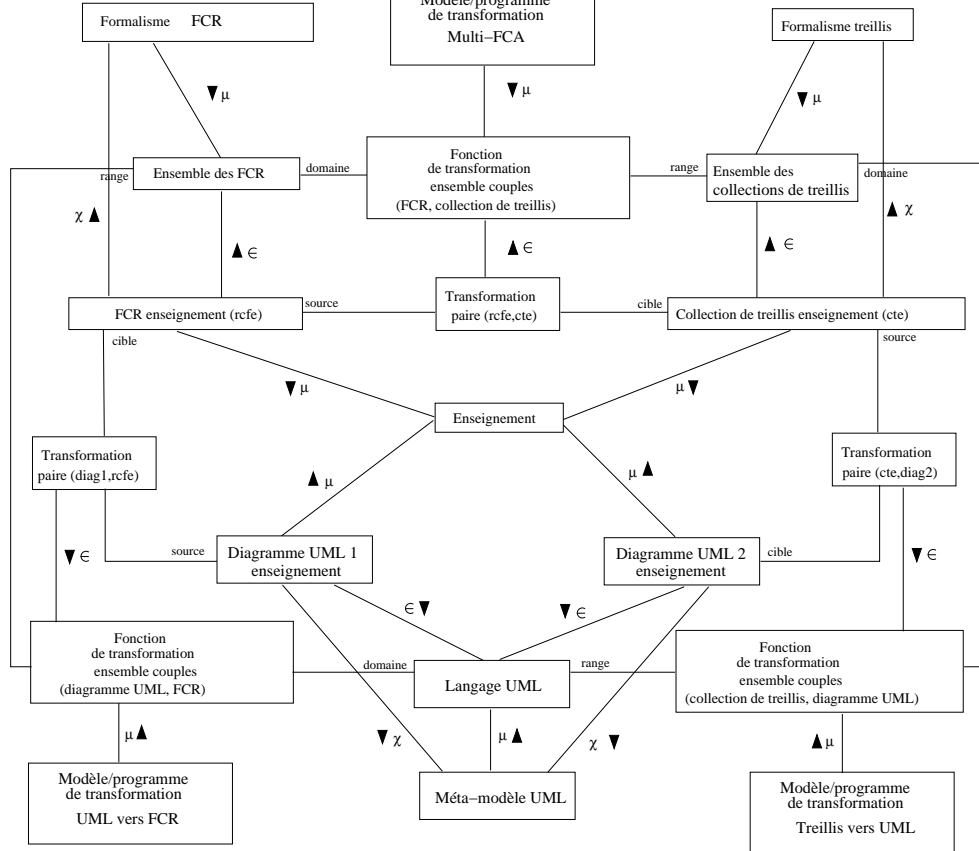 Modèle/programme
de transformation
Multi−FCA
Formalisme FCR
Formalisme treillis
▼ μ
▼ μ
▼ μ
Ensemble des FCR
range
domaine
Fonction
de transformation
ensemble couples
(FCR, collection de treillis)
range
Ensemble des
collections de treillis
domaine
χ ▲
▲ ∈
▲ ∈
▲ ∈
▲ χ
FCR enseignement (rcfe)
source
Transformation
paire (rcfe,cte)
cible
Collection de treillis enseignement (cte)
cible
source
▼ μ
μ ▼
Enseignement
Transformation
paire (diag1,rcfe)
Transformation
paire (cte,diag2)
▲ μ
μ ▲
▼ ∈
source
Diagramme UML 1
enseignement
Diagramme UML 2
enseignement
cible
▼ ∈
∈ ▼
▼ ∈
Fonction
de transformation
ensemble couples
(diagramme UML, FCR)
domaine
Langage UML
range
Fonction
de transformation
ensemble couples
(collection de treillis, diagramme UML)
μ ▲
▼ χ
μ ▲
χ ▼
▲ μ
Modèle/programme
de transformation
UML vers FCR
Méta−modèle UML
Modèle/programme
de transformation
Treillis vers UML